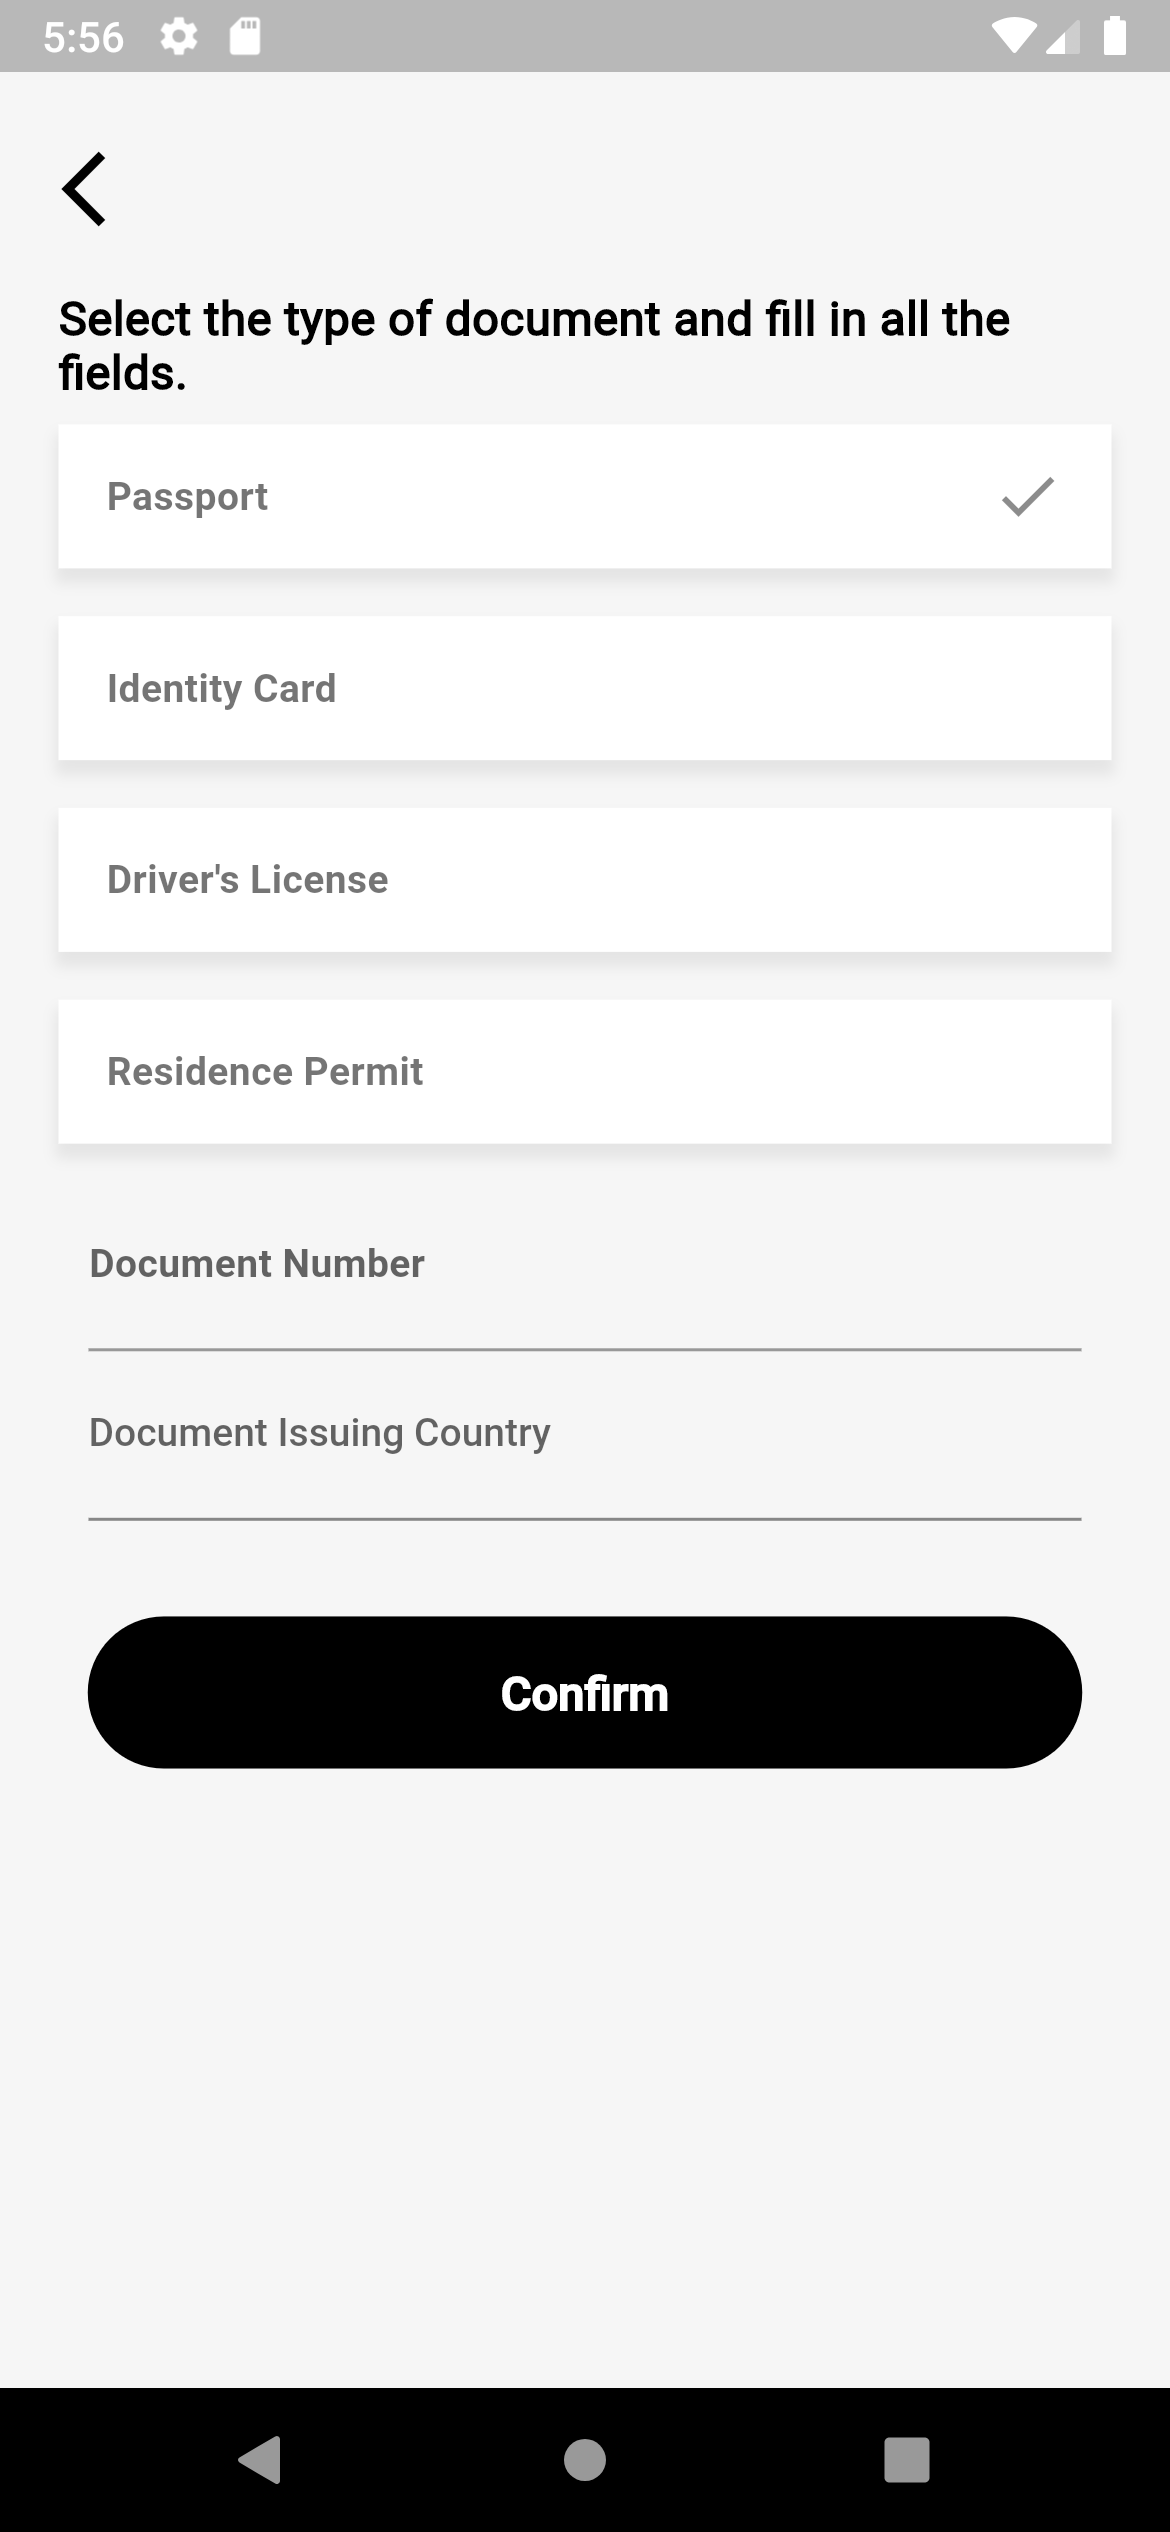 5:56
Select the type of document and fill in all the
fields.
Passport
Identity Card
Driver's License
Residence Permit
Document Number
Document Issuing Country
Confirm